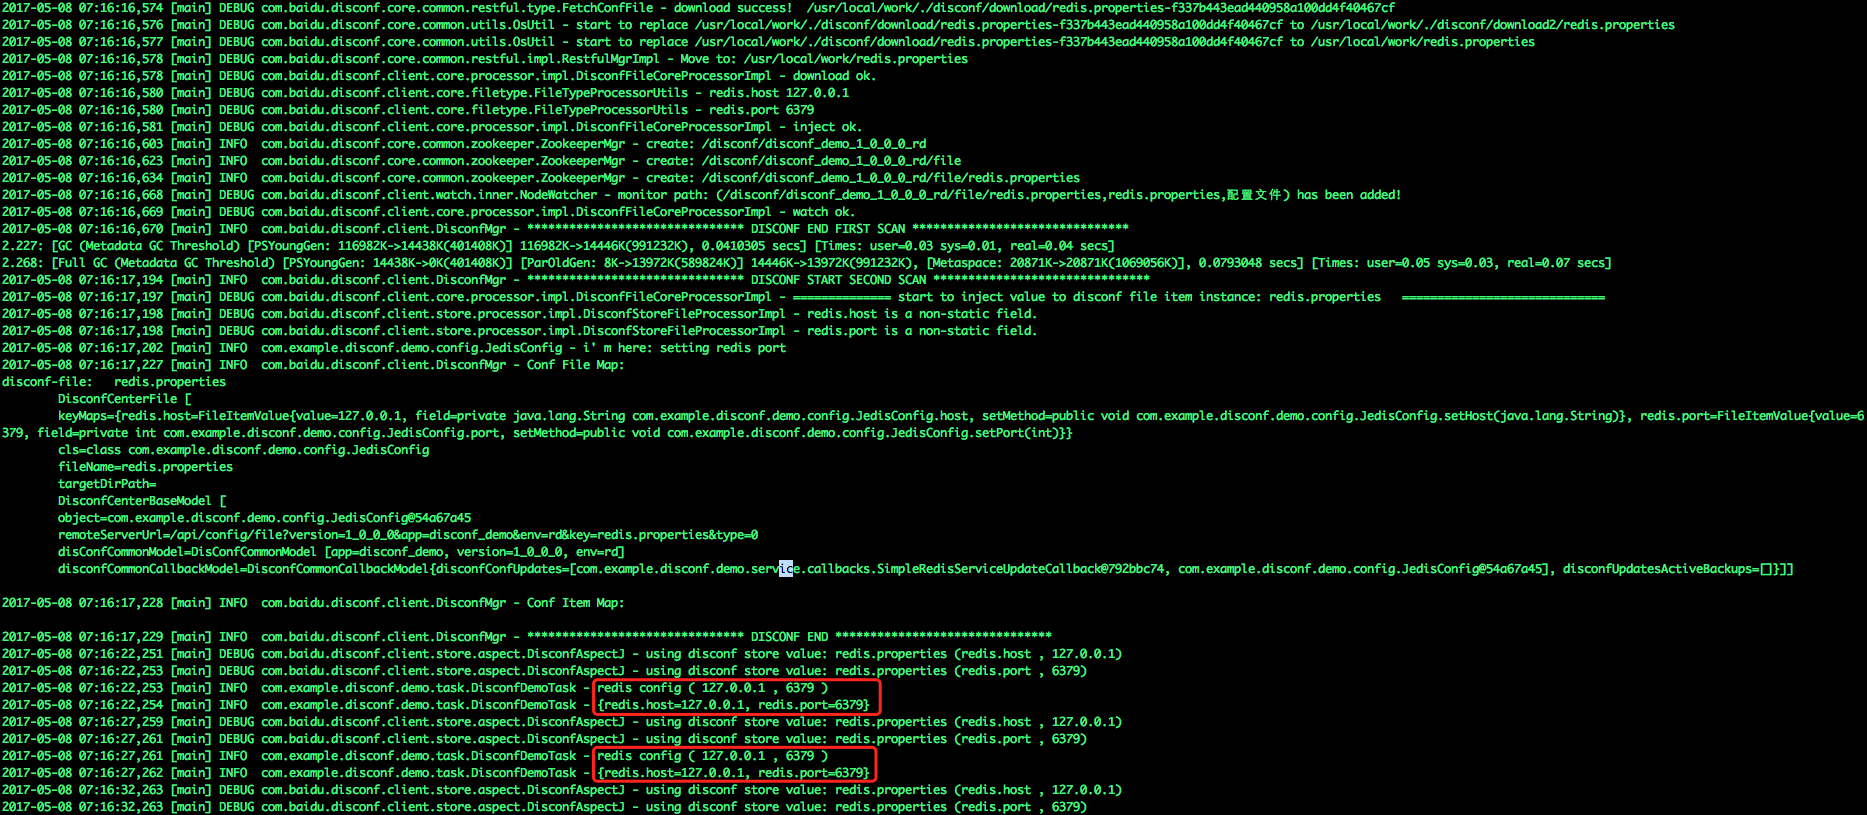 2017-05-08 07:16:16,574 [main] DEBUG com.baidu.disconf.core.common.restful.type.FetchConfFile - download success!  /usr/local/work/./disconf/download/redis.properties-f337b443ead440958a100dd4f40467cf
2017-05-08 07:16:16,576 [main] DEBUG com.baidu.disconf.core.common.utils.OsUtil - start to replace /usr/local/work/./disconf/download/redis.properties-f337b443ead440958a100dd4f40467cf to /usr/local/work/./disconf/download2/redis.properties
2017-05-08 07:16:16,577 [main] DEBUG com.baidu.disconf.core.common.utils.OsUtil - start to replace /usr/local/work/./disconf/download/redis.properties-f337b443ead440958a100dd4f40467cf to /usr/local/work/redis.properties
2017-05-08 07:16:16,578 [main] DEBUG com.baidu.disconf.core.common.restful.impl.RestfulMgrImpl - Move to: /usr/local/work/redis.properties
2017-05-08 07:16:16,578 [main] DEBUG com.baidu.disconf.client.core.processor.impl.DisconfFileCoreProcessorImpl - download ok.
2017-05-08 07:16:16,580 [main] DEBUG com.baidu.disconf.client.core.filetype.FileTypeProcessorUtils - redis.host 127.0.0.1
2017-05-08 07:16:16,580 [main] DEBUG com.baidu.disconf.client.core.filetype.FileTypeProcessorUtils - redis.port 6379
2017-05-08 07:16:16,581 [main] DEBUG com.baidu.disconf.client.core.processor.impl.DisconfFileCoreProcessorImpl - inject ok.
2017-05-08 07:16:16,603 [main] INFO  com.baidu.disconf.core.common.zookeeper.ZookeeperMgr - create: /disconf/disconf_demo_1_0_0_0_rd
2017-05-08 07:16:16,623 [main] INFO  com.baidu.disconf.core.common.zookeeper.ZookeeperMgr - create: /disconf/disconf_demo_1_0_0_0_rd/file
2017-05-08 07:16:16,634 [main] INFO  com.baidu.disconf.core.common.zookeeper.ZookeeperMgr - create: /disconf/disconf_demo_1_0_0_0_rd/file/redis.properties
2017-05-08 07:16:16,668 [main] DEBUG com.baidu.disconf.client.watch.inner.NodeWatcher - monitor path: (/disconf/disconf_demo_1_0_0_0_rd/file/redis.properties,redis.properties,配置文件) has been added!
2017-05-08 07:16:16,669 [main] DEBUG com.baidu.disconf.client.core.processor.impl.DisconfFileCoreProcessorImpl - watch ok.
2017-05-08 07:16:16,670 [main] INFO  com.baidu.disconf.client.DisconfMgr - ******************************* DISCONF END FIRST SCAN *******************************
2.227: [GC (Metadata GC Threshold) [PSYoungGen: 116982K->14438K(401408K)] 116982K->14446K(991232K), 0.0410305 secs] [Times: user=0.03 sys=0.01, real=0.04 secs]
2.268: [Full GC (Metadata GC Threshold) [PSYoungGen: 14438K->0K(401408K)] [ParOldGen: 8K->13972K(589824K)] 14446K->13972K(991232K), [Metaspace: 20871K->20871K(1069056K)], 0.0793048 secs] [Times: user=0.05 sys=0.03, real=0.07 secs]
2017-05-08 07:16:17,194 [main] INFO  com.baidu.disconf.client.DisconfMgr - ******************************* DISCONF START SECOND SCAN *******************************
2017-05-08 07:16:17,197 [main] DEBUG com.baidu.disconf.client.core.processor.impl.DisconfFileCoreProcessorImpl - ============== start to inject value to disconf file item instance: redis.properties   =============================
2017-05-08 07:16:17,198 [main] DEBUG com.baidu.disconf.client.store.processor.impl.DisconfStoreFileProcessorImpl - redis.host is a non-static field.
2017-05-08 07:16:17,198 [main] DEBUG com.baidu.disconf.client.store.processor.impl.DisconfStoreFileProcessorImpl - redis.port is a non-static field.
2017-05-08 07:16:17,202 [main] INFO  com.example.disconf.demo.config.JedisConfig - i' m here: setting redis port
2017-05-08 07:16:17,227 [main] INFO  com.baidu.disconf.client.DisconfMgr - Conf File Map:
disconf-file:   redis.properties
DisconfCenterFile [
keyMaps={redis.host=FileItemValue{value=127.0.0.1, field=private java.lang.String com.example.disconf.demo.config.JedisConfig.host, setMethod=public void com.example.disconf.demo.config.JedisConfig.setHost(java.lang.String)}, redis.port=FileItemValue{value=6
379, field=private int com.example.disconf.demo.config.JedisConfig.port, setMethod=public void com.example.disconf.demo.config.JedisConfig.setPort(int)}}
cls=class com.example.disconf.demo.config.JedisConfig
fileName=redis.properties
targetDirPath=
DisconfCenterBaseModel [
object=com.example.disconf.demo.config.JedisConfig@54a67a45
remoteServerUrl=/api/config/file?version=1_0_0_0&app=disconf_demo&env=rd&key=redis.properties&type=0
disConfCommonModel=DisConfCommonModel [app=disconf_demo, version=1_0_0_0, env=rd]
disconfCommonCallbackModel=DisconfCommonCallbackModel{disconfConfUpdates=[com.example.disconf.demo.service.callbacks.SimpleRedisServiceUpdateCallback@792bbc74, com.example.disconf.demo.config.JedisConfig@54a67a45], disconfUpdatesActiveBackups=[]}]]
2017-05-08 07:16:17,228 [main] INFO  com.baidu.disconf.client.DisconfMgr - Conf Item Map:
2017-05-08 07:16:17,229 [main] INFO  com.baidu.disconf.client.DisconfMgr - ******************************* DISCONF END *******************************
2017-05-08 07:16:22,251 [main] DEBUG com.baidu.disconf.client.store.aspect.DisconfAspectJ - using disconf store value: redis.properties (redis.host , 127.0.0.1)
2017-05-08 07:16:22,253 [main] DEBUG com.baidu.disconf.client.store.aspect.DisconfAspectJ - using disconf store value: redis.properties (redis.port , 6379)
2017-05-08 07:16:22,253 [main] INFO  com.example.disconf.demo.task.DisconfDemoTask - redis config ( 127.0.0.1 , 6379 )
2017-05-08 07:16:22,254 [main] INFO  com.example.disconf.demo.task.DisconfDemoTask - {redis.host=127.0.0.1, redis.port=6379}
2017-05-08 07:16:27,259 [main] DEBUG com.baidu.disconf.client.store.aspect.DisconfAspectJ - using disconf store value: redis.properties (redis.host , 127.0.0.1)
2017-05-08 07:16:27,261 [main] DEBUG com.baidu.disconf.client.store.aspect.DisconfAspectJ - using disconf store value: redis.properties (redis.port , 6379)
2017-05-08 07:16:27,261 [main] INFO  com.example.disconf.demo.task.DisconfDemoTask - redis config ( 127.0.0.1 , 6379 )
2017-05-08 07:16:27,262 [main] INFO  com.example.disconf.demo.task.DisconfDemoTask - {redis.host=127.0.0.1, redis.port=6379}
2017-05-08 07:16:32,263 [main] DEBUG com.baidu.disconf.client.store.aspect.DisconfAspectJ - using disconf store value: redis.properties (redis.host , 127.0.0.1)
2017-05-08 07:16:32,263 [main] DEBUG com.baidu.disconf.client.store.aspect.DisconfAspectJ - using disconf store value: redis.properties (redis.port , 6379)